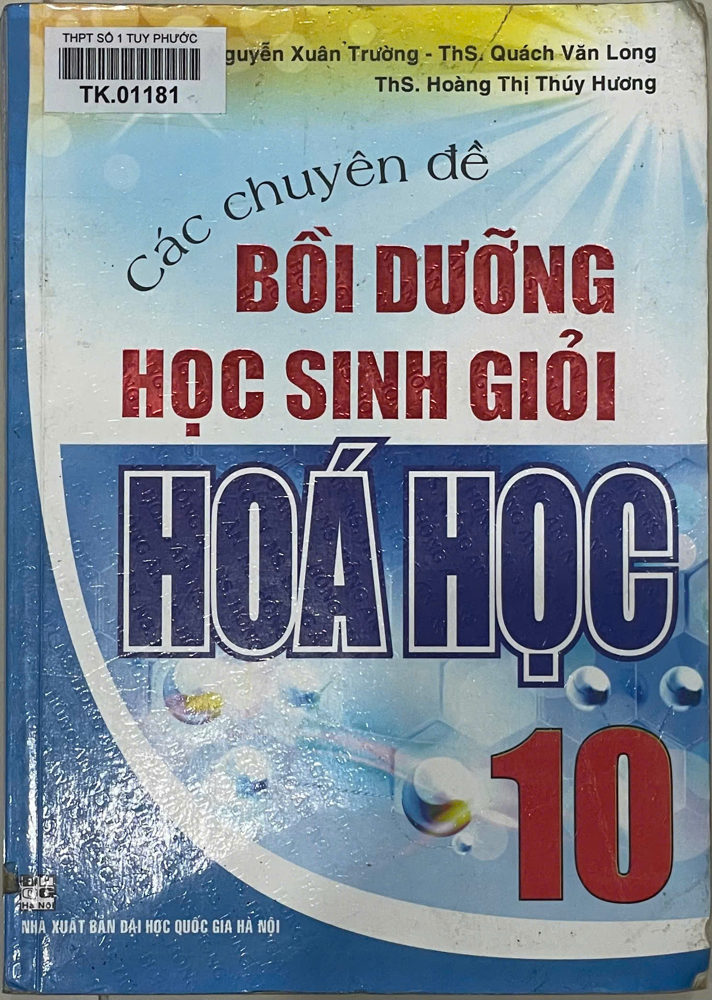 THPT SỐ 1 TUY PHƯỚC
TK.01181
guyễn Xuân Trường - ThS. Quách Văn Long
ThS. Hoàng Thị Thúy Hương
Các chuyên đề
BỒI DƯỠNG
HỌC SINH GIỎI
HOÁ HỌC
10
Hà Nội
NHÀ XUẤT BẢN ĐẠI HỌC QUỐC GIA HÀ NỘI